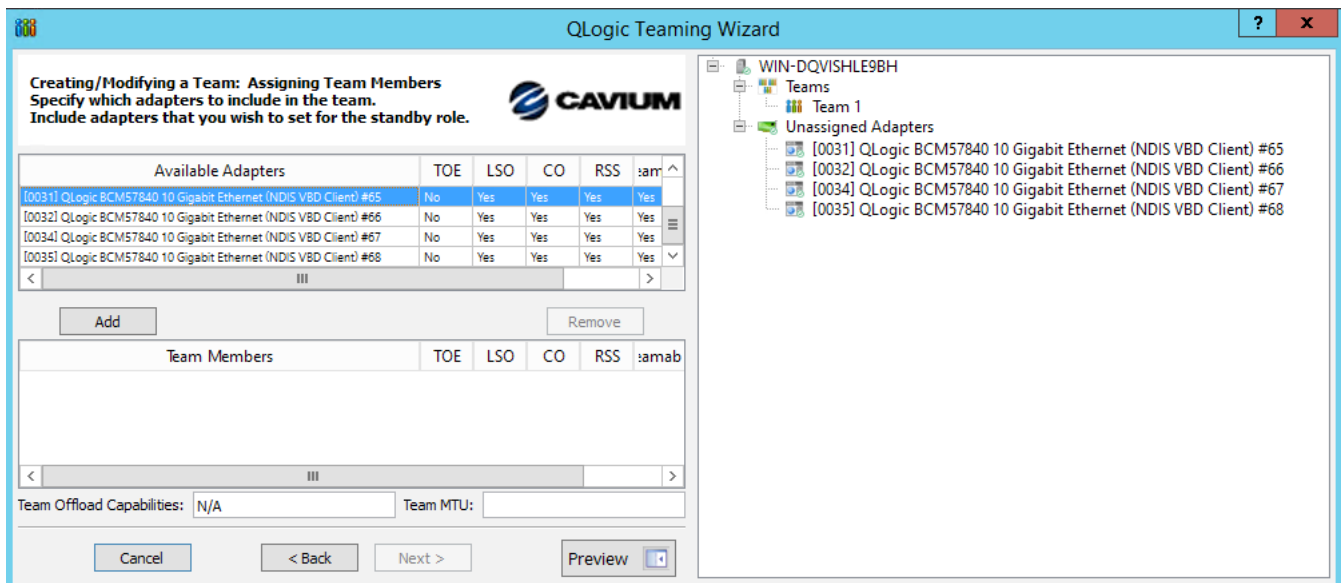 QLogic Teaming Wizard
? x
Creating/Modifying a Team: Assigning Team Members
Specify which adapters to include in the team.
Include adapters that you wish to set for the standby role.
CAVIUM
Available Adapters TOE LSO CO RSS eam
[0031] QLogic BCM57840 10 Gigabit Ethernet (NDIS VBD Client) #65 No Yes Yes Yes Yes
[0032] QLogic BCM57840 10 Gigabit Ethernet (NDIS VBD Client) #66 No Yes Yes Yes Yes
[0034] QLogic BCM57840 10 Gigabit Ethernet (NDIS VBD Client) #67 No Yes Yes Yes Yes
[0035] QLogic BCM57840 10 Gigabit Ethernet (NDIS VBD Client) #68 No Yes Yes Yes Yes
Add Remove
Team Members TOE LSO CO RSS eamab
Team Offload Capabilities: N/A Team MTU:
Cancel < Back Next > Preview
WIN-DQVISHLE9BH
Teams
Team 1
Unassigned Adapters
[0031] QLogic BCM57840 10 Gigabit Ethernet (NDIS VBD Client) #65
[0032] QLogic BCM57840 10 Gigabit Ethernet (NDIS VBD Client) #66
[0034] QLogic BCM57840 10 Gigabit Ethernet (NDIS VBD Client) #67
[0035] QLogic BCM57840 10 Gigabit Ethernet (NDIS VBD Client) #68